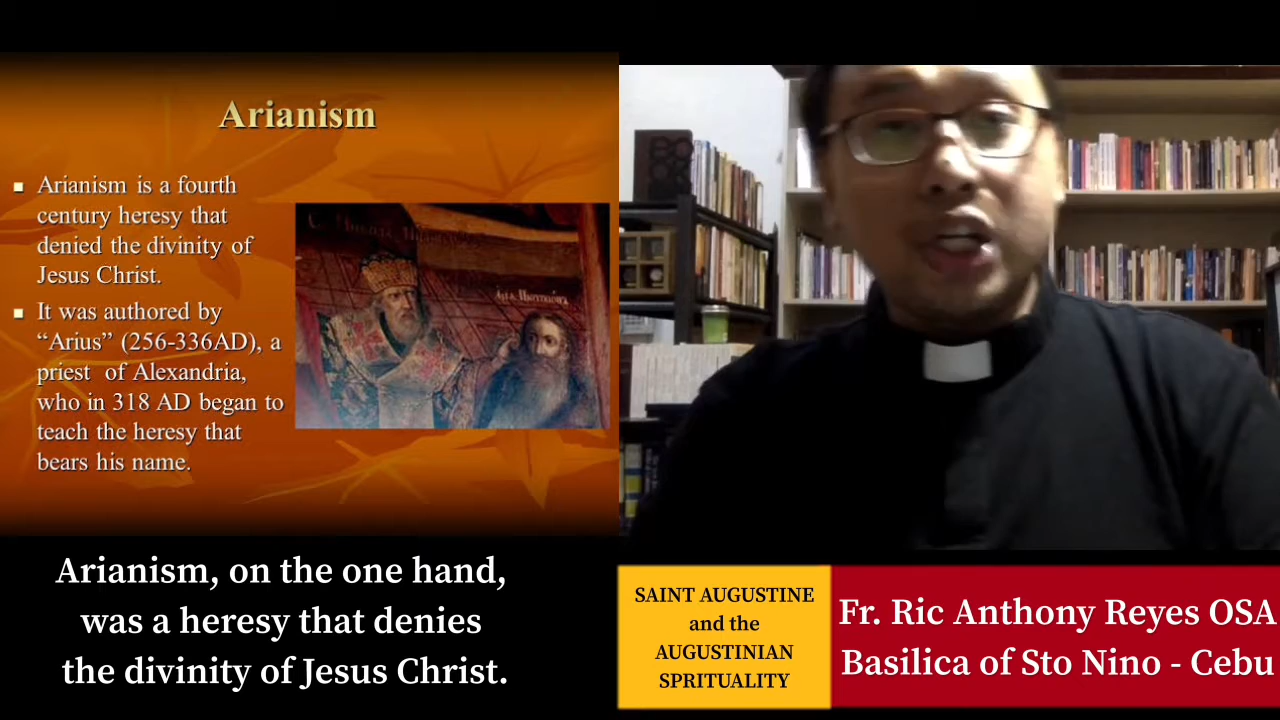 Arianism
Arianism is a fourth
century heresy that
denied the divinity of
Jesus Christ.
It was authored by
“Arius” (256-336AD), a
priest of Alexandria,
who in 318 AD began to
teach the heresy that
bears his name.
Arianism, on the one hand,
was a heresy that denies
the divinity of Jesus Christ.
SAINT AUGUSTINE
and the
AUGUSTINIAN
SPRITUALITY
Fr. Ric Anthony Reyes OSA
Basilica of Sto Nino - Cebu